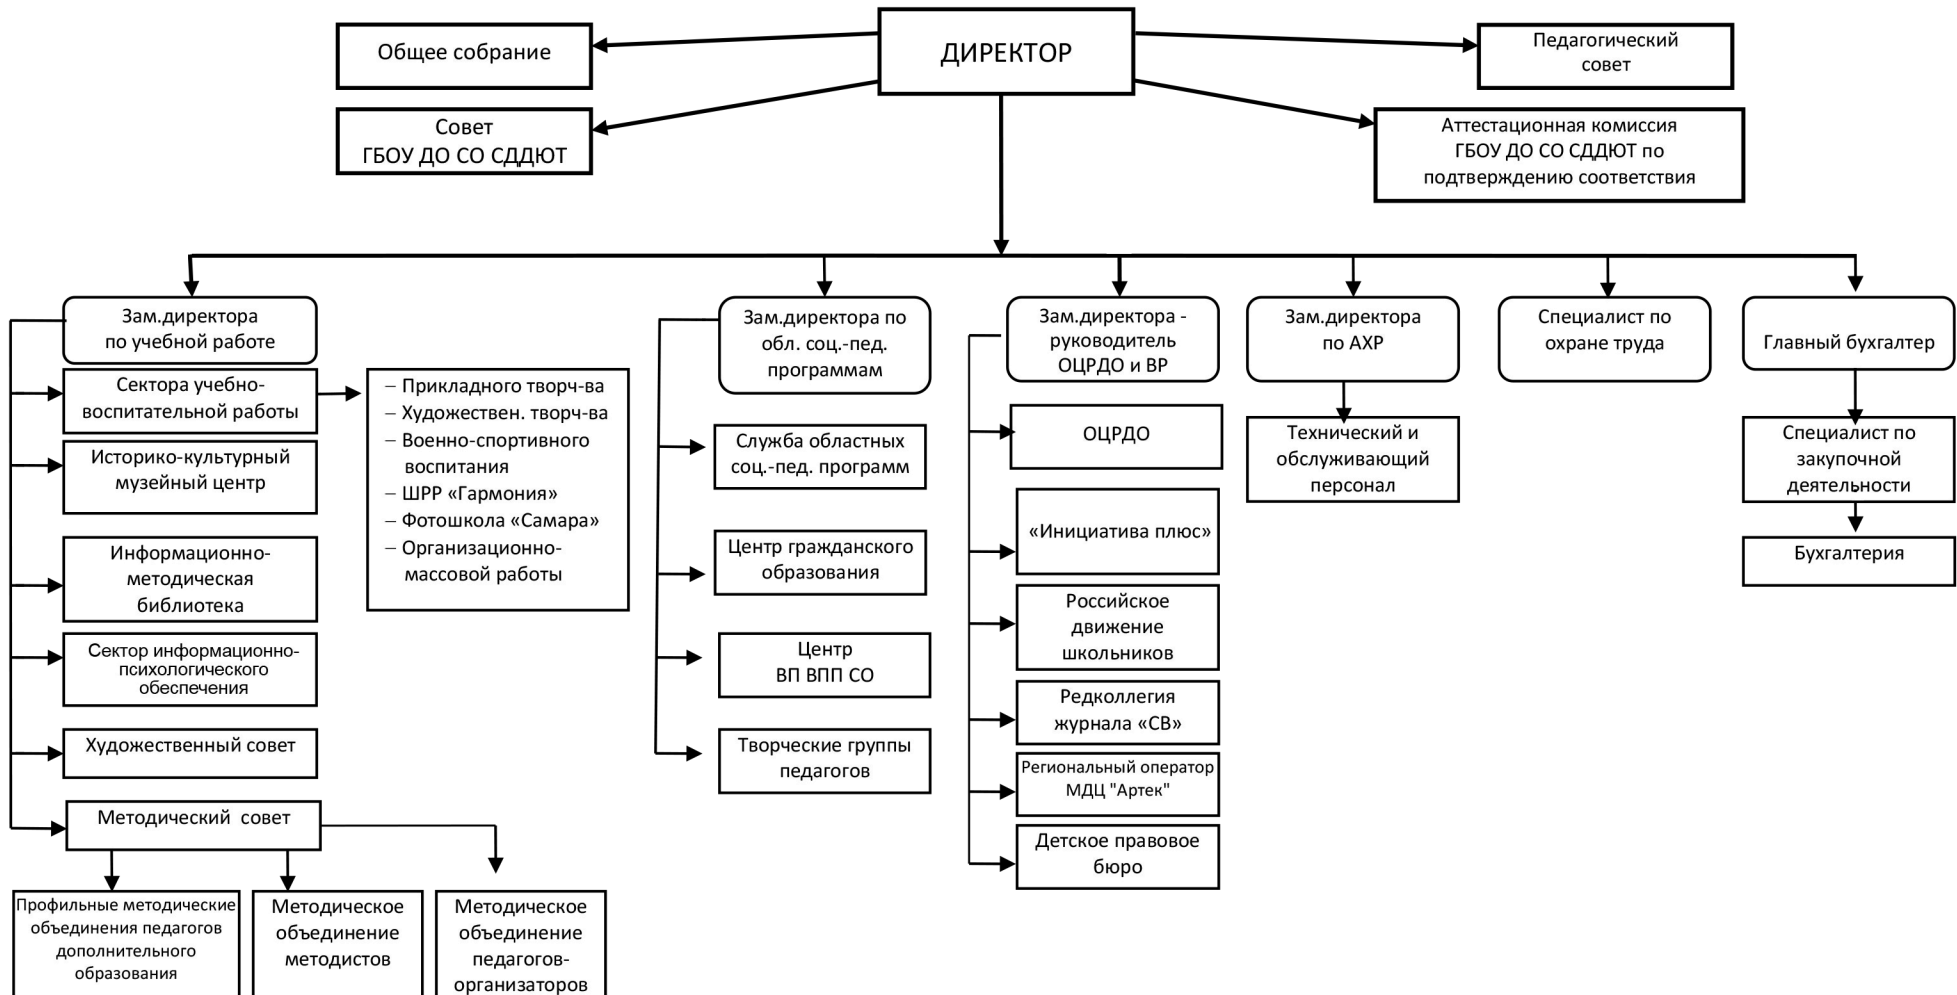 ДИРЕКТОР
Общее собрание
Педагогический
совет
Совет
ГБОУ ДО СО СДДЮТ
Аттестационная комиссия
ГБОУ ДО СО СДДЮТ по
подтверждению соответствия
Зам.директора
по учебной работе
Сектора учебно-
воспитательной работы
– Прикладного творч-ва
– Художествен. творч-ва
– Военно-спортивного
воспитания
– ШРР «Гармония»
– Фотошкола «Самара»
– Организационно-
массовой работы
Историко-культурный
музейный центр
Информационно-
методическая
библиотека
Сектор информационно-
психологического
обеспечения
Художественный совет
Методический совет
Профильные методические
объединения педагогов
дополнительного
образования
Методическое
объединение
методистов
Методическое
объединение
педагогов-
организаторов
Зам.директора по
обл. соц.-пед.
программам
Служба областных
соц.-пед. программ
Центр гражданского
образования
Центр
ВП ВПП СО
Творческие группы
педагогов
Зам.директора -
руководитель
ОЦРДО и ВР
ОЦРДО
«Инициатива плюс»
Российское
движение
школьников
Редколлегия
журнала «СВ»
Региональный оператор
МДЦ "Артек"
Детское правовое
бюро
Зам.директора
по АХР
Технический и
обслуживающий
персонал
Специалист по
охране труда
Главный бухгалтер
Специалист по
закупочной
деятельности
Бухгалтерия